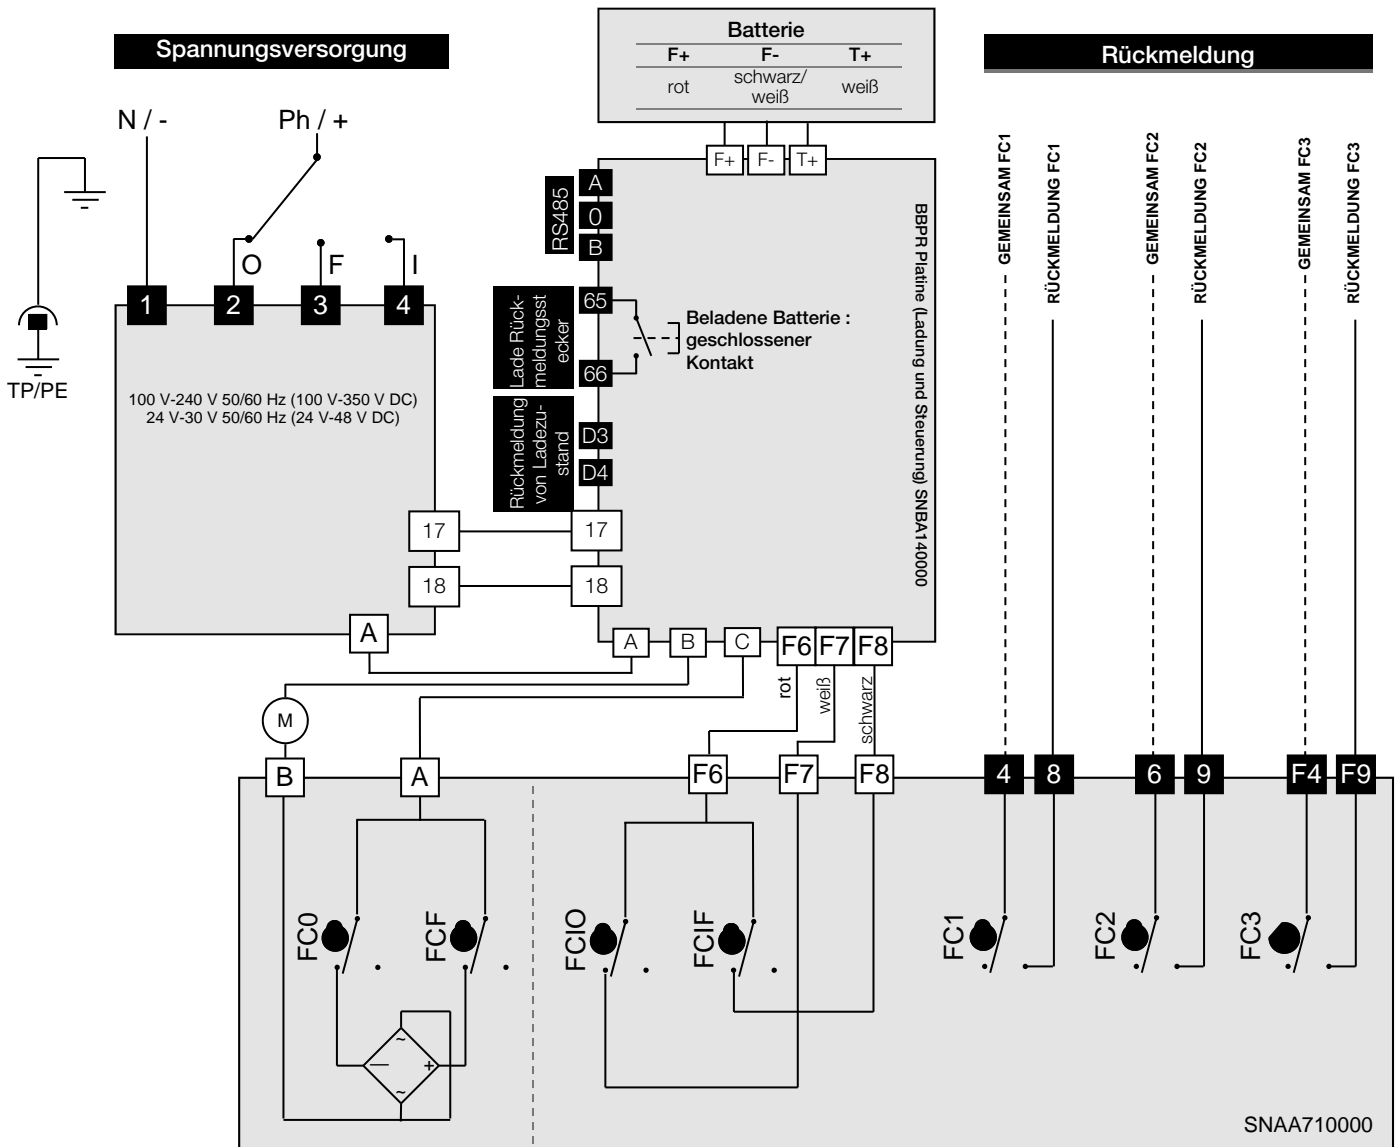 Spannungsversorgung
Batterie
F+ F- T+
rot schwarz/ weiß
weiß
Rückmeldung
N / -
Ph / +
F+ F- T+
GEMEINSAM FC1
RÜCKMELDUNG FC1
GEMEINSAM FC2
RÜCKMELDUNG FC2
GEMEINSAM FC3
RÜCKMELDUNG FC3
RS485
A
0
B
BBPR Platine (Ladung und Steuerung) SNBA140000
O
F
I
1
2
3
4
TP/PE
100 V-240 V 50/60 Hz (100 V-350 V DC)
24 V-30 V 50/60 Hz (24 V-48 V DC)
Lade Rück-
meldungsst
ecker
65
66
Beladene Batterie :
geschlossener
Kontakt
Rückmeldung
von Ladezu-
stand
D3
D4
17
17
18
18
A
A
B
C
F6
F7
F8
rot
weiß
schwarz
M
B
A
F6
F7
F8
4
8
6
9
F4
F9
FC0
FCF
FCIO
FCIF
FC1
FC2
FC3
~
—
+
~
SNAA710000